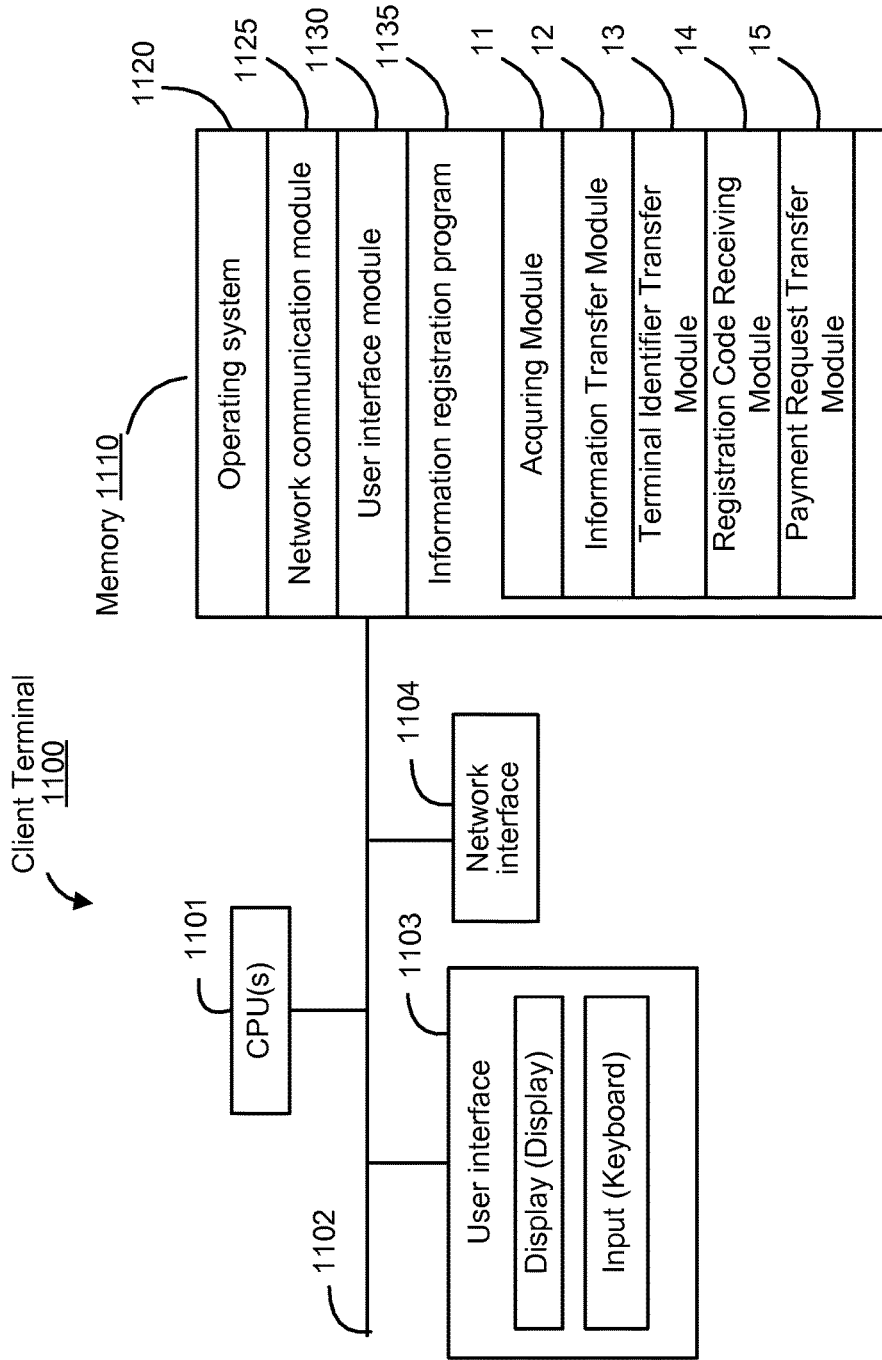 Client Terminal
1100
1101
CPU(s)
1102
1103
User interface
Display (Display)
Input (Keyboard)
1104
Network
interface
Memory 1110
1120
Operating system
1125
Network communication module
1130
User interface module
1135
Information registration program
11
Acquring Module
12
Information Transfer Module
13
Terminal Identifier Transfer
Module
14
Registration Code Receiving
Module
15
Payment Request Transfer
Module